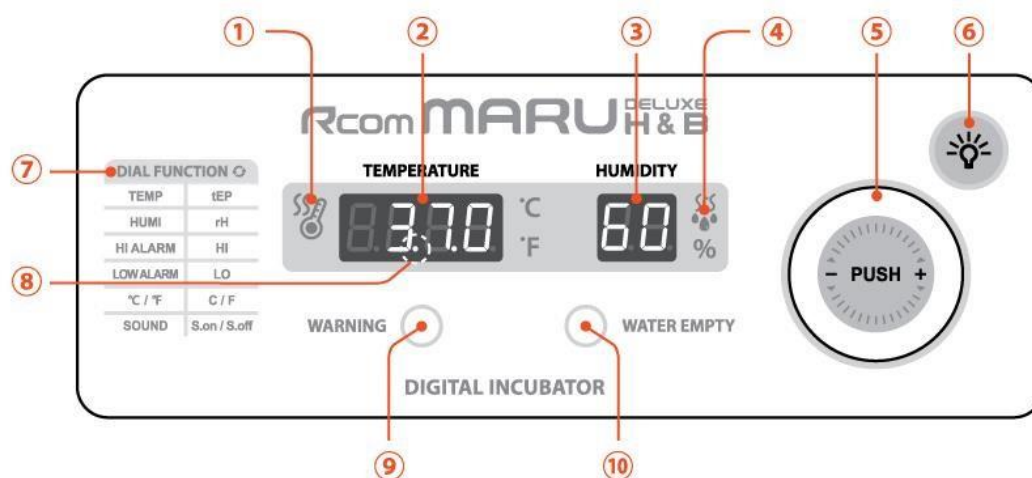 ① ② ③ ④ ⑤ ⑥
Rcom MARU DELUXE H & B
⑦ DIAL FUNCTION
TEMPERATURE HUMIDITY
TEMP tEP
HUMI rH
HI ALARM HI
LOW ALARM LO
℃ / ℉ C / F
SOUND S.on / S.off
37.0 °C °F
60 %
− PUSH +
⑧
WARNING WATER EMPTY
DIGITAL INCUBATOR
⑨ ⑩